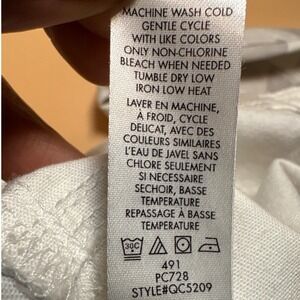 MACHINE WASH COLD
GENTLE CYCLE
WITH LIKE COLORS
ONLY NON-CHLORINE
BLEACH WHEN NEEDED
TUMBLE DRY LOW
IRON LOW HEAT
LAVER EN MACHINE,
À FROID, CYCLE
DELICAT, AVEC DES
COULEURS SIMILAIRES
L'EAU DE JAVEL SANS
CHLORE SEULEMENT
SI NECESSAIRE
SECHOIR, BASSE
TEMPERATURE
REPASSAGE À BASSE
TEMPERATURE
30C
491
PC728
STYLE#QC5209